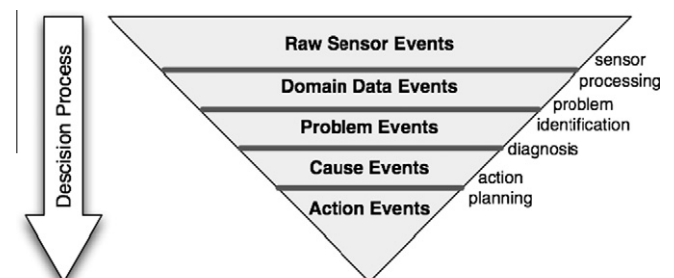 Descision Process
Raw Sensor Events
Domain Data Events
Problem Events
Cause Events
Action Events
sensor
processing
problem
identification
diagnosis
action
planning